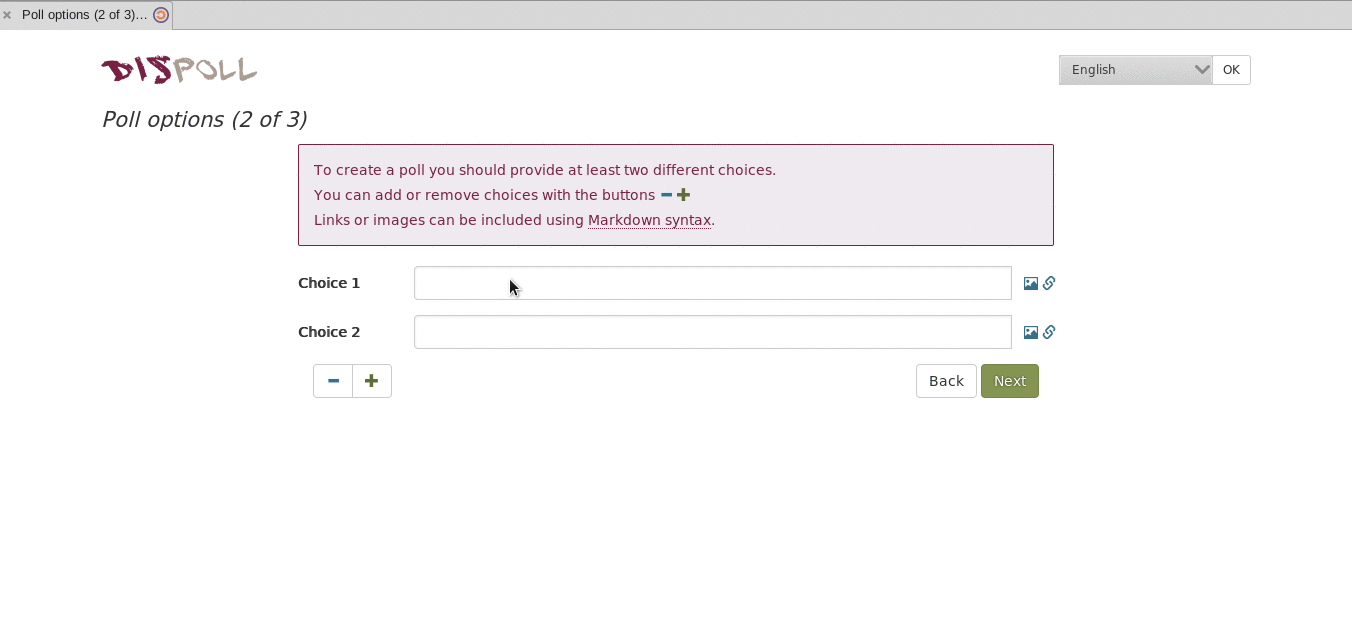 Poll options (2 of 3)...
DISPOLL
English
OK
Poll options (2 of 3)
To create a poll you should provide at least two different choices.
You can add or remove choices with the buttons
Links or images can be included using Markdown syntax.
Choice 1
Choice 2
Back
Next